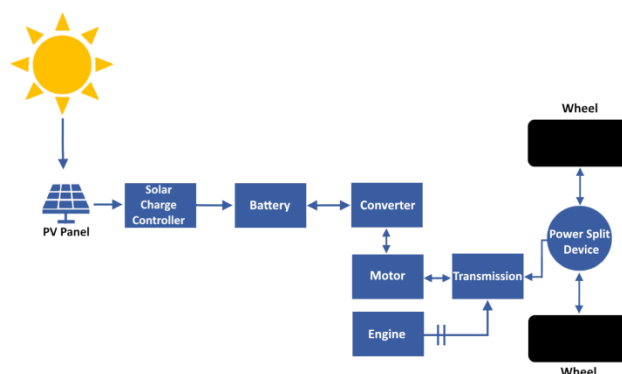 Wheel
Solar
Charge
Controller
Battery
Converter
PV Panel
Power Split
Device
Motor
Transmission
Engine
Wheel